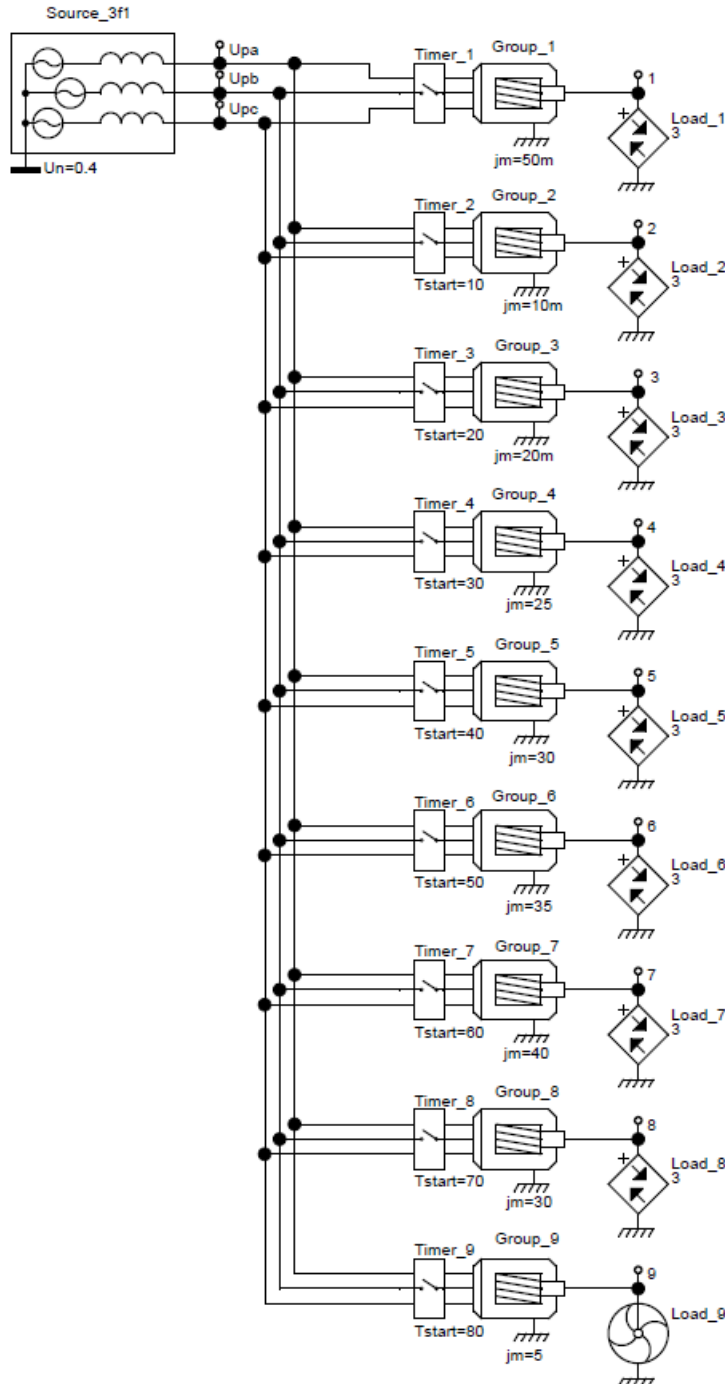 Source_3f1
Upa
Upb
Upc
Un=0.4
Timer_1
Group_1
jm=50m
1
+
Load_1
3
Timer_2
Group_2
Tstart=10
jm=10m
2
+
Load_2
3
Timer_3
Group_3
Tstart=20
jm=20m
3
+
Load_3
3
Timer_4
Group_4
Tstart=30
jm=25
4
+
Load_4
3
Timer_5
Group_5
Tstart=40
jm=30
5
+
Load_5
3
Timer_6
Group_6
Tstart=50
jm=35
6
+
Load_6
3
Timer_7
Group_7
Tstart=60
jm=40
7
+
Load_7
3
Timer_8
Group_8
Tstart=70
jm=30
8
+
Load_8
3
Timer_9
Group_9
Tstart=80
jm=5
9
Load_9